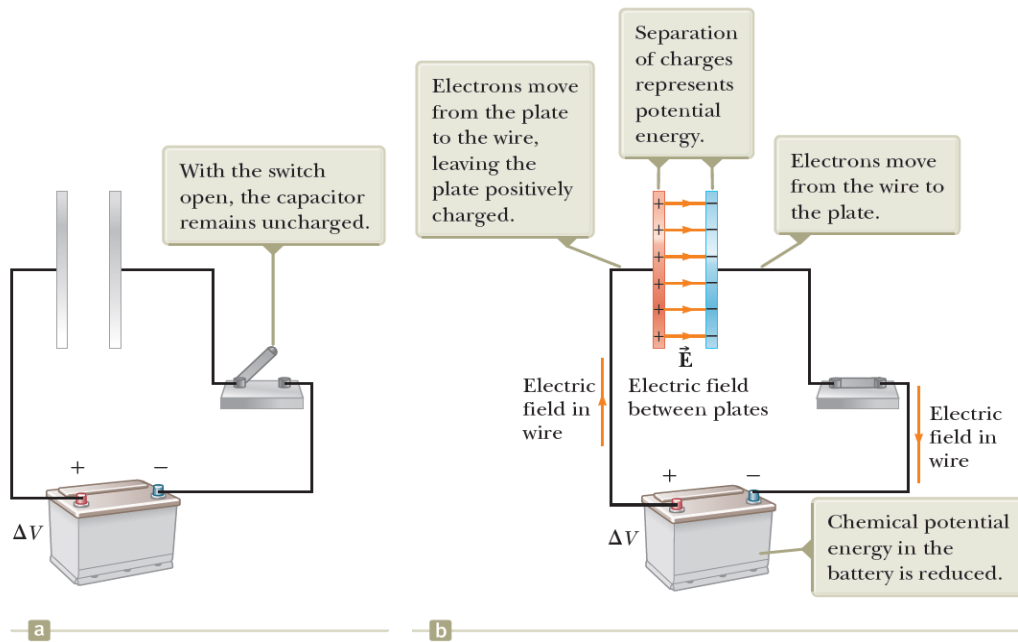 With the switch
open, the capacitor
remains uncharged.
+
−
ΔV
a
Electrons move
from the plate
to the wire,
leaving the
plate positively
charged.
Separation
of charges
represents
potential
energy.
Electrons move
from the wire to
the plate.
+ −
+ −
+ −
+ −
+ −
+ −
E⃗
Electric
field in
wire
Electric field
between plates
Electric
field in
wire
+
−
ΔV
Chemical potential
energy in the
battery is reduced.
b